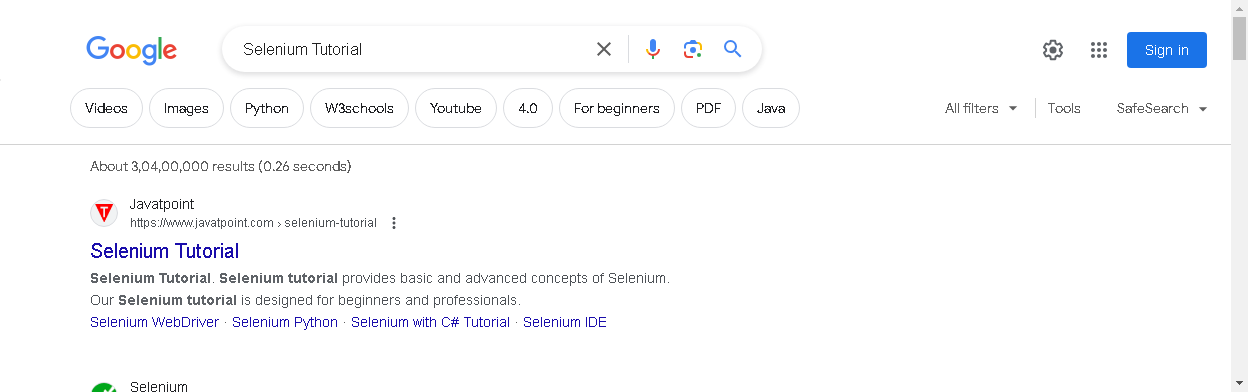 Google
Selenium Tutorial
Sign in
Videos Images Python W3schools Youtube 4.0 For beginners PDF Java All filters Tools SafeSearch
About 3,04,00,000 results (0.26 seconds)
T
Javatpoint
https://www.javatpoint.com › selenium-tutorial
Selenium Tutorial
Selenium Tutorial. Selenium tutorial provides basic and advanced concepts of Selenium.
Our Selenium tutorial is designed for beginners and professionals.
Selenium WebDriver · Selenium Python · Selenium with C# Tutorial · Selenium IDE
Selenium